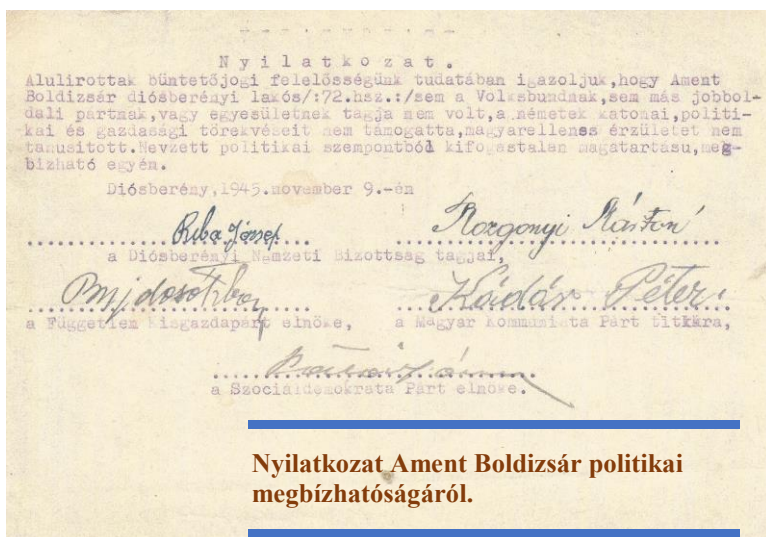 Nyilatkozat.
Alulirottak büntetőjogi felelősségünk tudatában igazoljuk,hogy Ament
Boldizsár diósberényi lakós/:72.hsz.:/sem a Volksbundnak,sem más jobbol-
dali pártnak,vagy egyesületnek tagja nem volt,a németek katonai,politi-
kai és gazdasági törekvéseit nem támogatta,magyarellenes érzületet nem
tanusitott.Nevzett politikai szempontból kifogastalan magatartásu,meg-
bizható egyén.
Diósberény,1945.november 9.-én
Riba József Rozgonyi Márton
a Diósberényi Nemzeti Bizottság tagjai,
Kádár Péter
a Függetlem kisgazdapárt elnöke, a Magyar Kommunista Párt titkára,
a Szociáldemokrata Párt elnöke.
Nyilatkozat Ament Boldizsár politikai
megbízhatóságáról.